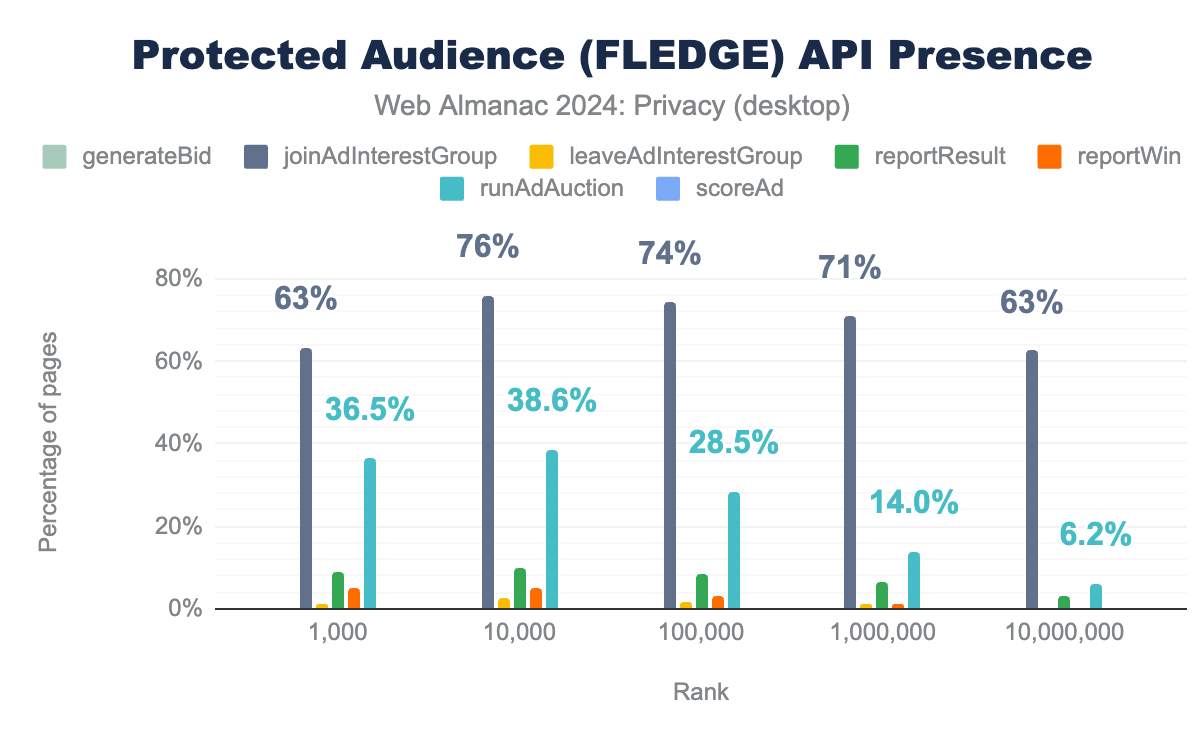 Protected Audience (FLEDGE) API Presence
Web Almanac 2024: Privacy (desktop)
generateBid joinAdInterestGroup leaveAdInterestGroup reportResult reportWin
runAdAuction scoreAd
76% 74% 71%
80%
63% 63%
60%
36.5% 38.6% 28.5%
40%
14.0%
20%
6.2%
0%
Percentage of pages
1,000 10,000 100,000 1,000,000 10,000,000
Rank